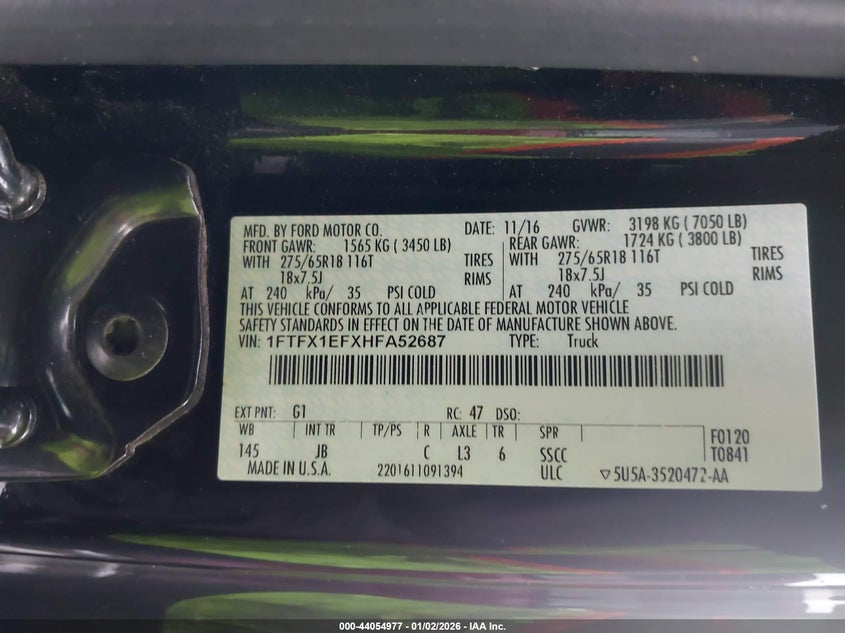 MFD. BY FORD MOTOR CO. DATE: 11/16 GVWR: 3198 KG ( 7050 LB)
FRONT GAWR: 1565 KG ( 3450 LB) REAR GAWR: 1724 KG ( 3800 LB)
WITH 275/65R18 116T TIRES WITH 275/65R18 116T TIRES
18x7.5J RIMS 18x7.5J RIMS
AT 240 kPa/ 35 PSI COLD AT 240 kPa/ 35 PSI COLD
THIS VEHICLE CONFORMS TO ALL APPLICABLE FEDERAL MOTOR VEHICLE
SAFETY STANDARDS IN EFFECT ON THE DATE OF MANUFACTURE SHOWN ABOVE.
VIN: 1FTFX1EFXHFA52687 TYPE: Truck
EXT PNT: G1 RC: 47 DSO:
WB INT TR TP/PS R AXLE TR SPR F0120
145 JB C L3 6 SSCC T0841
MADE IN U.S.A. 2201611091394 ULC ▽5U5A-3520472-AA
000-44054977 - 01/02/2026 - IAA Inc.